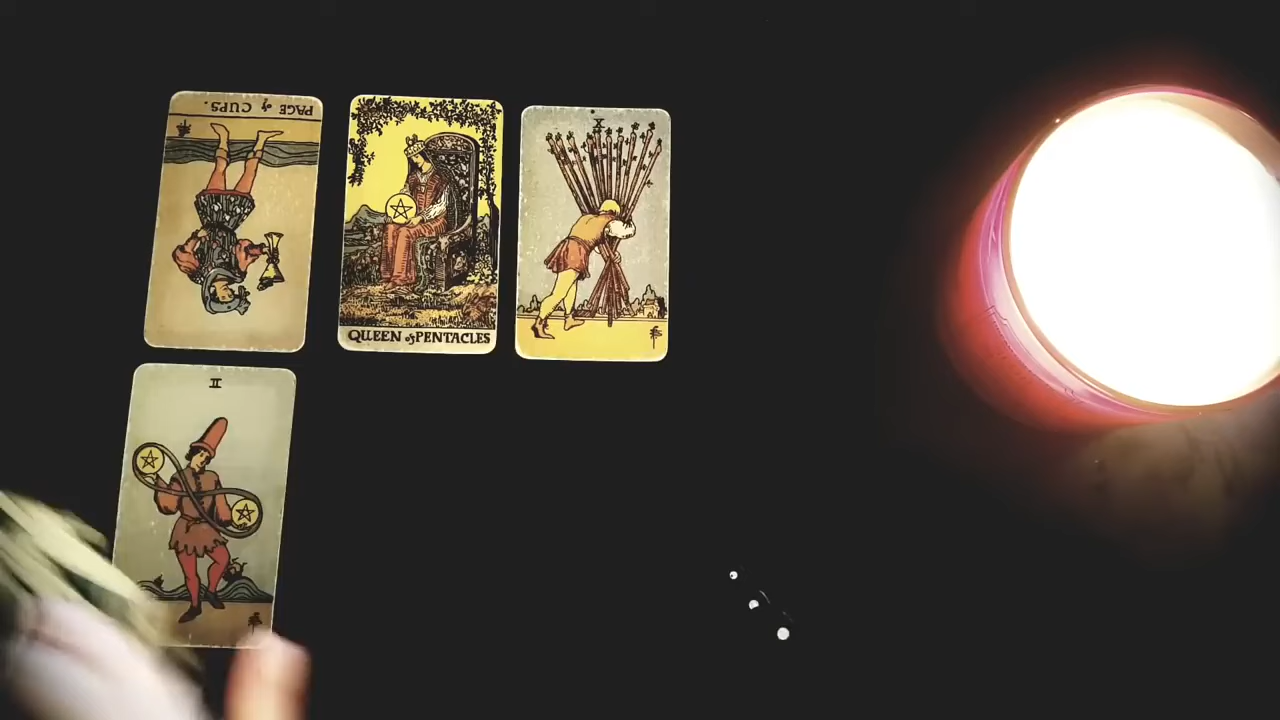 PAGE of CUPS.
QUEEN of PENTACLES
X
II